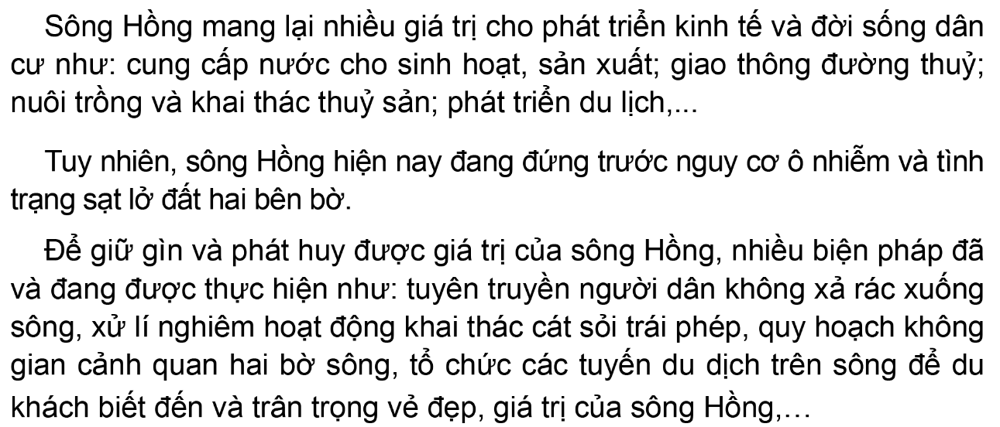 Sông Hồng mang lại nhiều giá trị cho phát triển kinh tế và đời sống dân
cư như: cung cấp nước cho sinh hoạt, sản xuất; giao thông đường thuỷ;
nuôi trồng và khai thác thuỷ sản; phát triển du lịch,...
Tuy nhiên, sông Hồng hiện nay đang đứng trước nguy cơ ô nhiễm và tình
trạng sạt lở đất hai bên bờ.
Để giữ gìn và phát huy được giá trị của sông Hồng, nhiều biện pháp đã
và đang được thực hiện như: tuyên truyền người dân không xả rác xuống
sông, xử lí nghiêm hoạt động khai thác cát sỏi trái phép, quy hoạch không
gian cảnh quan hai bờ sông, tổ chức các tuyến du dịch trên sông để du
khách biết đến và trân trọng vẻ đẹp, giá trị của sông Hồng,...